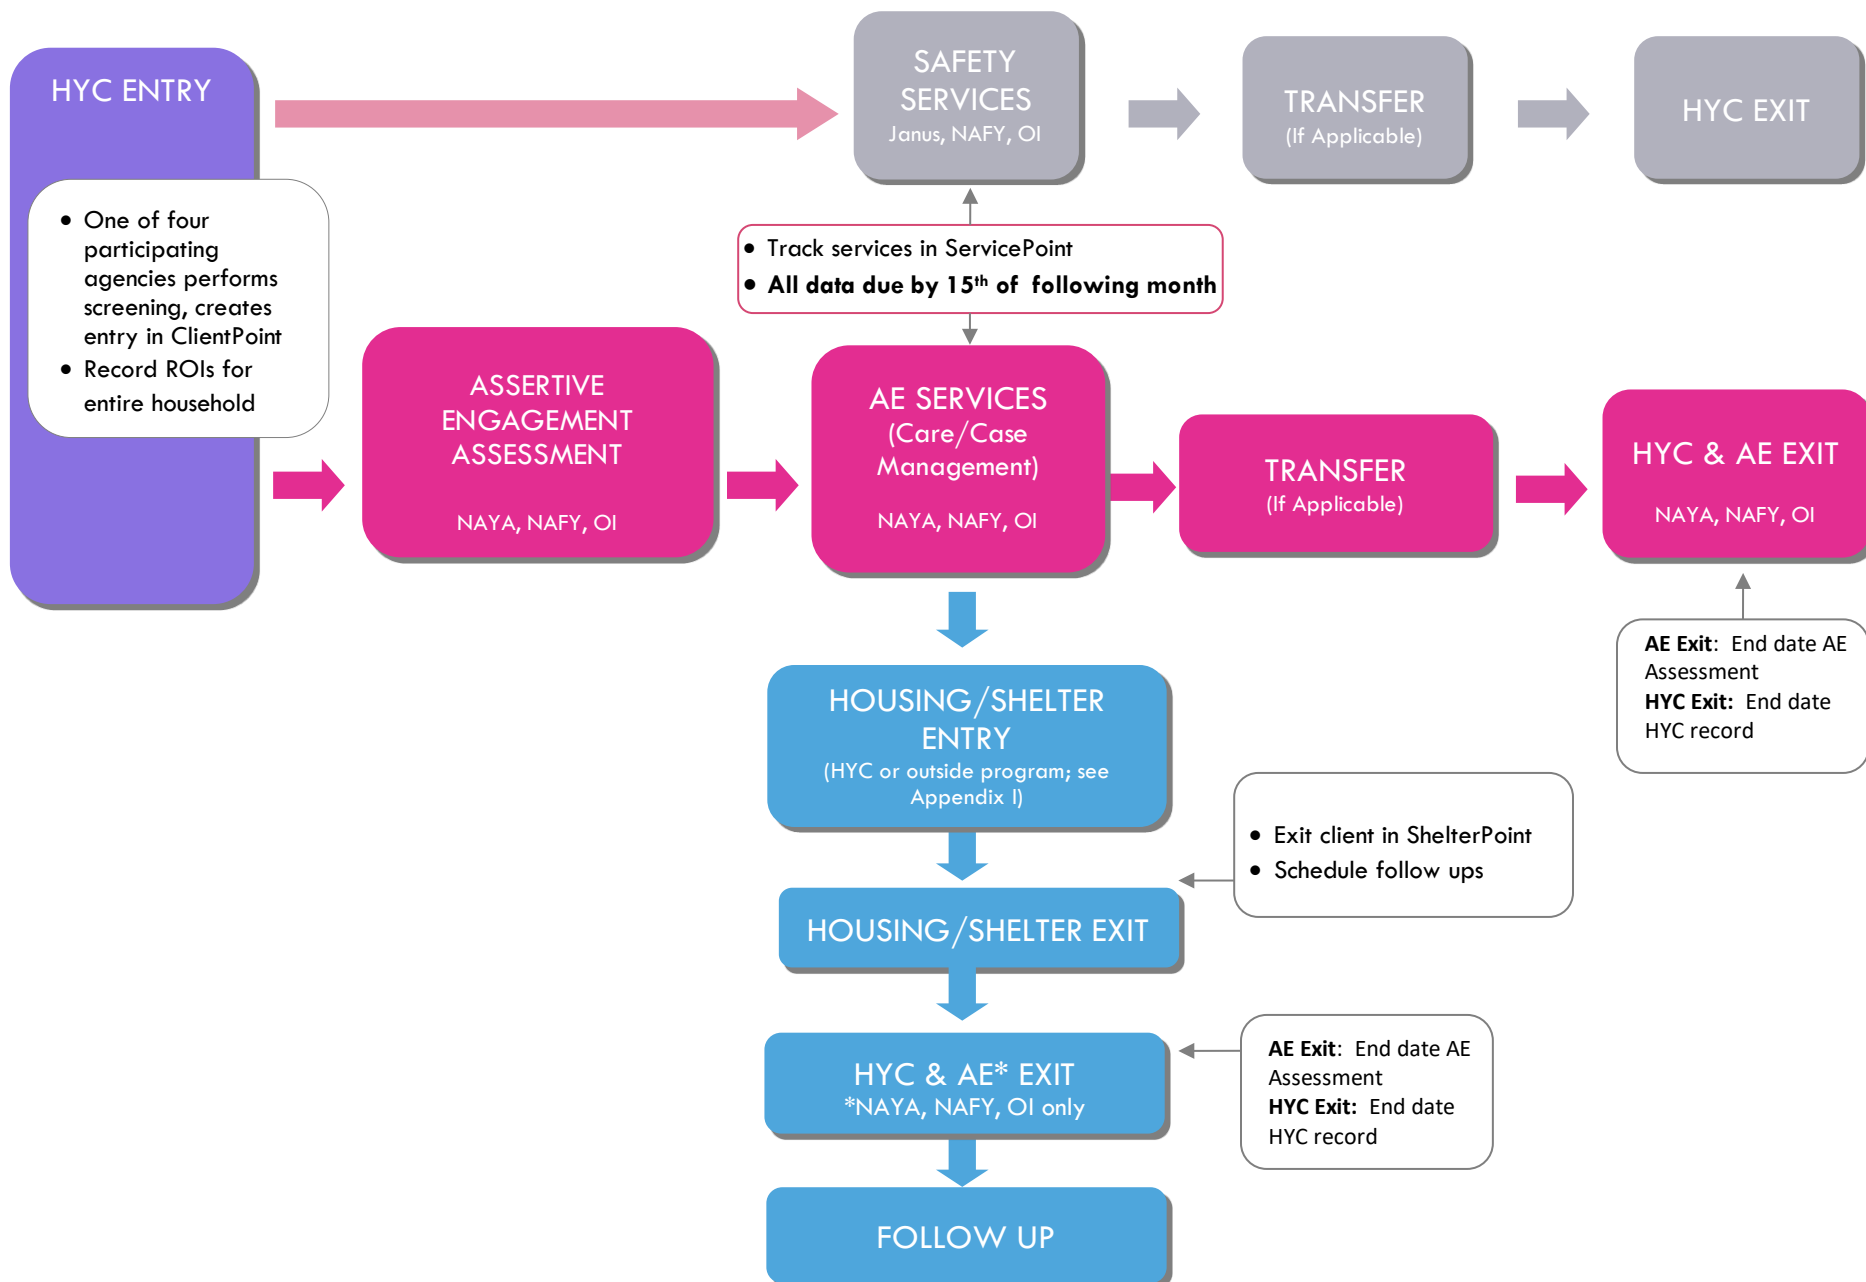 HYC ENTRY
• One of four
participating
agencies performs
screening, creates
entry in ClientPoint
• Record ROIs for
entire household
SAFETY
SERVICES
Janus, NAFY, OI
TRANSFER
(If Applicable)
HYC EXIT
• Track services in ServicePoint
• All data due by 15th of following month
ASSERTIVE
ENGAGEMENT
ASSESSMENT
NAYA, NAFY, OI
AE SERVICES
(Care/Case
Management)
NAYA, NAFY, OI
TRANSFER
(If Applicable)
HYC & AE EXIT
NAYA, NAFY, OI
AE Exit: End date AE
Assessment
HYC Exit: End date
HYC record
HOUSING/SHELTER
ENTRY
(HYC or outside program; see
Appendix I)
• Exit client in ShelterPoint
• Schedule follow ups
HOUSING/SHELTER EXIT
HYC & AE* EXIT
*NAYA, NAFY, OI only
AE Exit: End date AE
Assessment
HYC Exit: End date
HYC record
FOLLOW UP